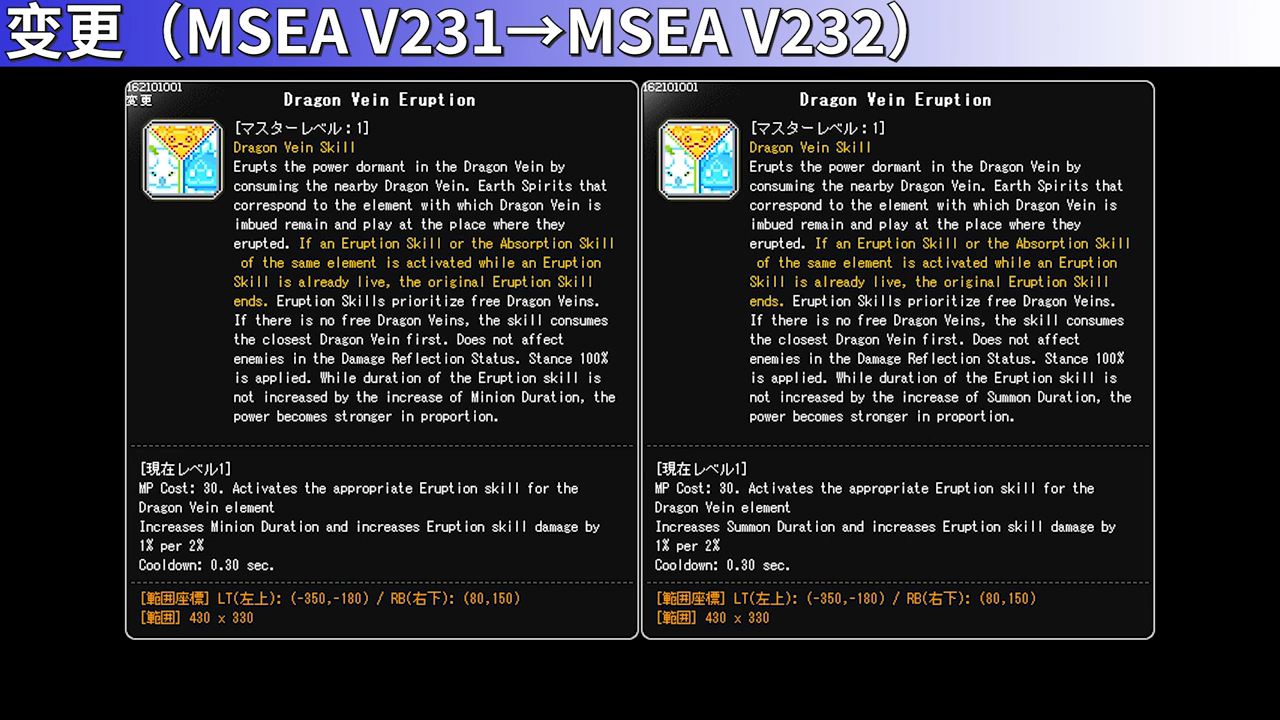 変更（MSEA V231→MSEA V232）
162101001
変更
Dragon Vein Eruption
[マスターレベル：1]
Dragon Vein Skill
Erupts the power dormant in the Dragon Vein by
consuming the nearby Dragon Vein. Earth Spirits that
correspond to the element with which Dragon Vein is
imbued remain and play at the place where they
erupted. If an Eruption Skill or the Absorption Skill
of the same element is activated while an Eruption
Skill is already live, the original Eruption Skill
ends. Eruption Skills prioritize free Dragon Veins.
If there is no free Dragon Veins, the skill consumes
the closest Dragon Vein first. Does not affect
enemies in the Damage Reflection Status. Stance 100%
is applied. While duration of the Eruption skill is
not increased by the increase of Minion Duration, the
power becomes stronger in proportion.
[現在レベル1]
MP Cost: 30. Activates the appropriate Eruption skill for the
Dragon Vein element
Increases Minion Duration and increases Eruption skill damage by
1% per 2%
Cooldown: 0.30 sec.
[範囲座標] LT(左上): (-350,-180) / RB(右下): (80,150)
[範囲] 430 x 330
162101001
Dragon Vein Eruption
[マスターレベル：1]
Dragon Vein Skill
Erupts the power dormant in the Dragon Vein by
consuming the nearby Dragon Vein. Earth Spirits that
correspond to the element with which Dragon Vein is
imbued remain and play at the place where they
erupted. If an Eruption Skill or the Absorption Skill
of the same element is activated while an Eruption
Skill is already live, the original Eruption Skill
ends. Eruption Skills prioritize free Dragon Veins.
If there is no free Dragon Veins, the skill consumes
the closest Dragon Vein first. Does not affect
enemies in the Damage Reflection Status. Stance 100%
is applied. While duration of the Eruption skill is
not increased by the increase of Summon Duration, the
power becomes stronger in proportion.
[現在レベル1]
MP Cost: 30. Activates the appropriate Eruption skill for the
Dragon Vein element
Increases Summon Duration and increases Eruption skill damage by
1% per 2%
Cooldown: 0.30 sec.
[範囲座標] LT(左上): (-350,-180) / RB(右下): (80,150)
[範囲] 430 x 330